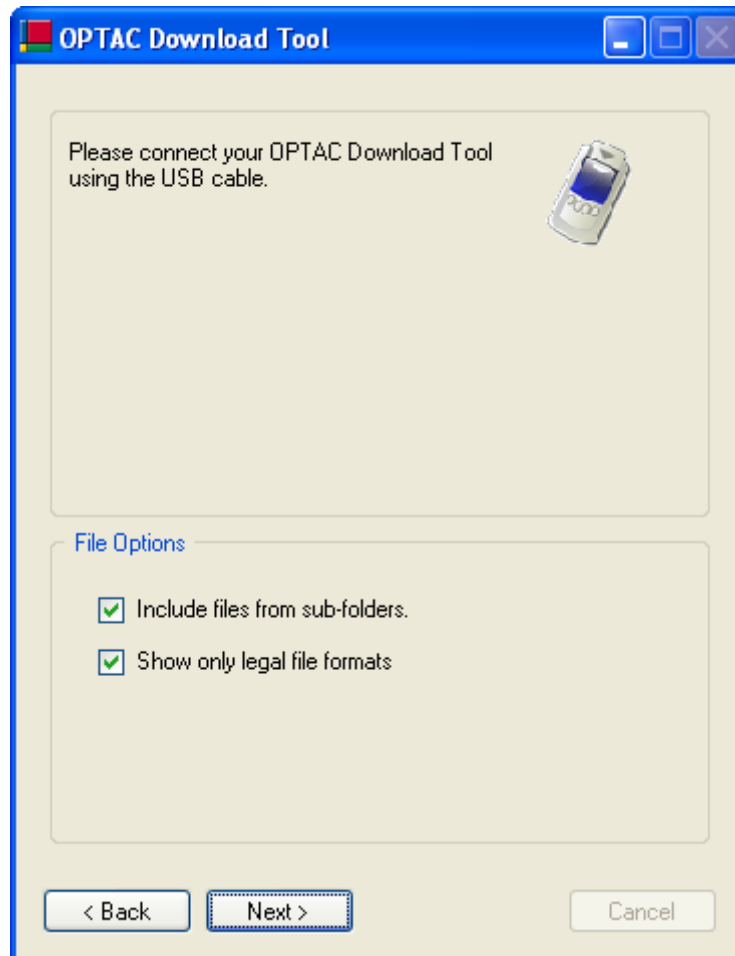 OPTAC Download Tool
Please connect your OPTAC Download Tool
using the USB cable.
File Options
Include files from sub-folders.
Show only legal file formats
< Back
Next >
Cancel